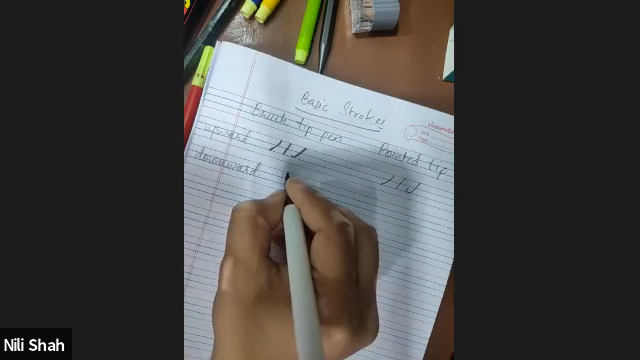 Basic Strokes
Brush tip pen
Pointed tip
upward
downward
Nili Shah